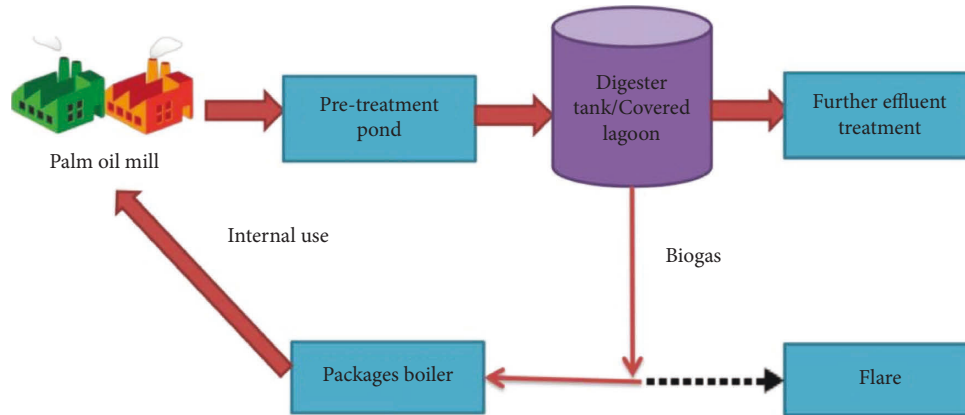 Palm oil mill
Pre-treatment
pond
Digester
tank/Covered
lagoon
Further effluent
treatment
Internal use
Biogas
Packages boiler
Flare